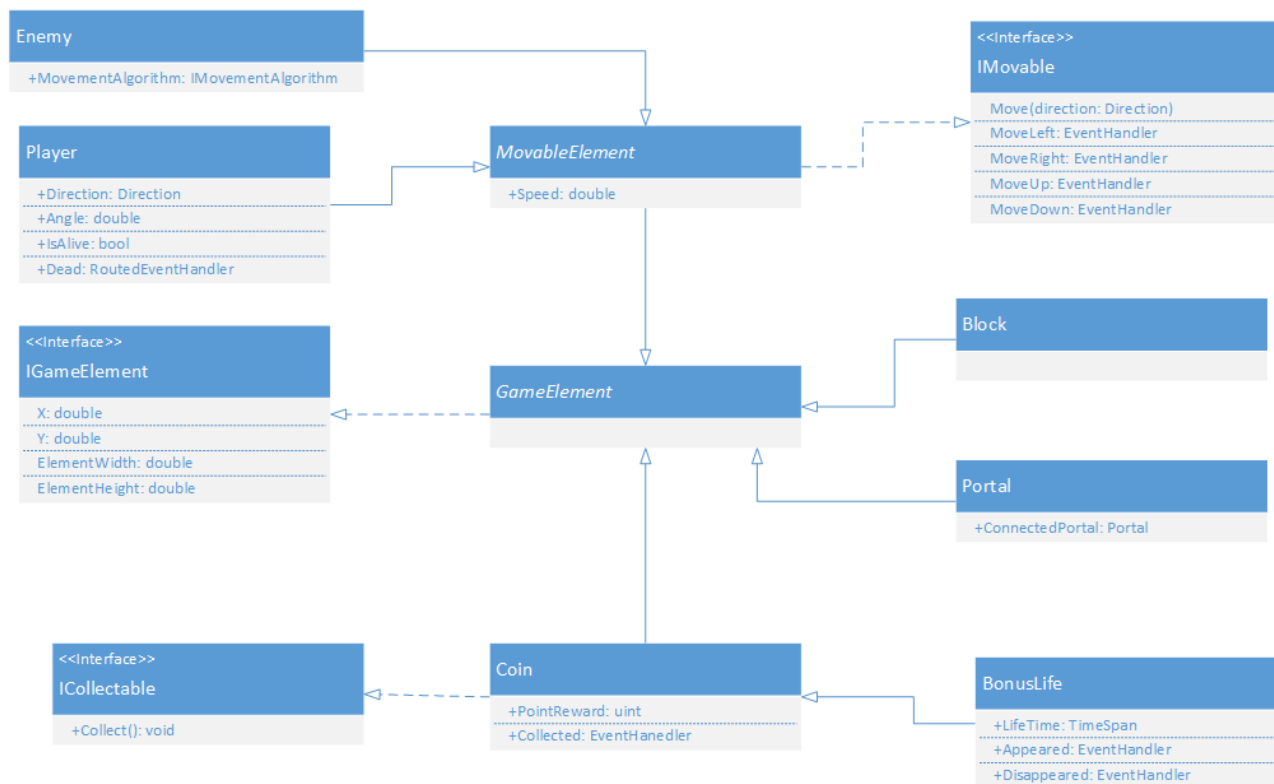 Enemy
+MovementAlgorithm: IMovementAlgorithm
<<Interface>>
IMovable
Move(direction: Direction)
MoveLeft: EventHandler
MoveRight: EventHandler
MoveUp: EventHandler
MoveDown: EventHandler
Player
+Direction: Direction
+Angle: double
+IsAlive: bool
+Dead: RoutedEventHandler
MovableElement
+Speed: double
<<Interface>>
IGameElement
X: double
Y: double
ElementWidth: double
ElementHeight: double
GameElement
Block
Portal
+ConnectedPortal: Portal
<<Interface>>
ICollectable
+Collect(): void
Coin
+PointReward: uint
+Collected: EventHanedler
BonusLife
+LifeTime: TimeSpan
+Appeared: EventHandler
+Disappeared: EventHandler